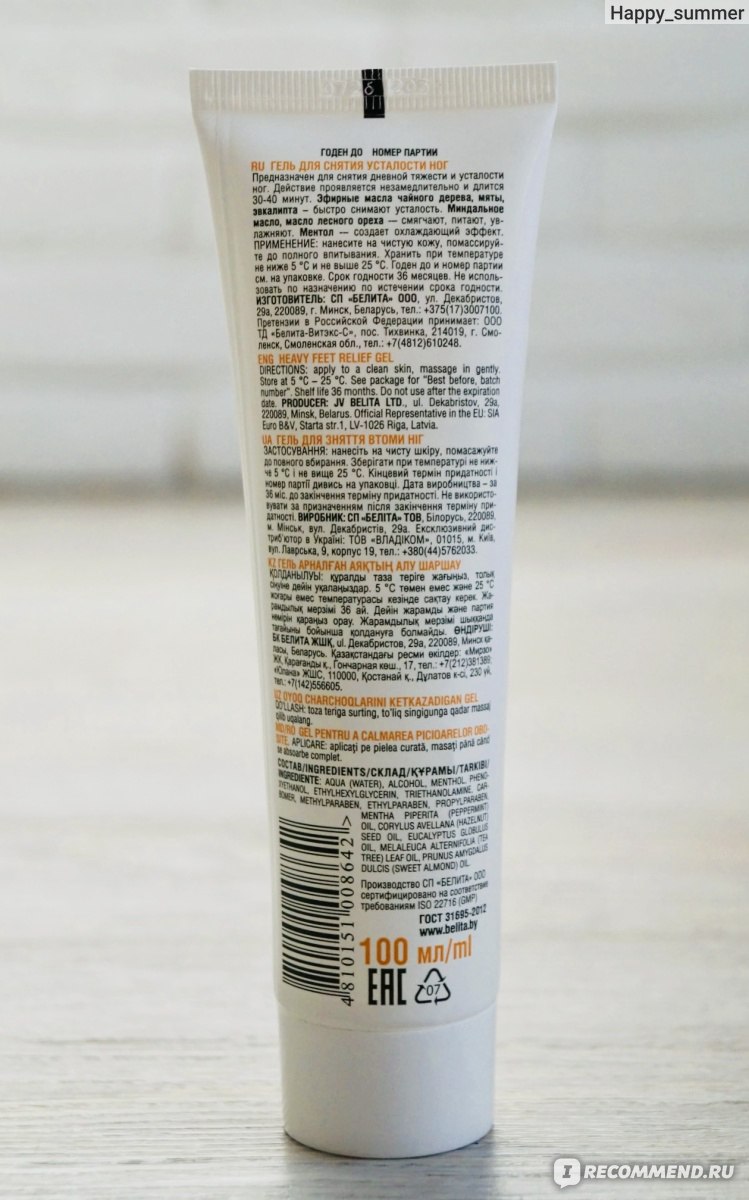 Happy_summer
ГОДЕН ДО НОМЕР ПАРТИИ
RU ГЕЛЬ ДЛЯ СНЯТИЯ УСТАЛОСТИ НОГ
Предназначен для снятия дневной тяжести и усталости
ног. Действие проявляется незамедлительно и длится
30-40 минут. Эфирные масла чайного дерева, мяты,
эвкалипта – быстро снимают усталость. Миндальное
масло, масло лесного ореха – смягчают, питают, ув-
лажняют. Ментол — создает охлаждающий эффект.
ПРИМЕНЕНИЕ: нанесите на чистую кожу, помассируй-
те до полного впитывания. Хранить при температуре
не ниже 5 °С и не выше 25 °С. Годен до и номер партии
см. на упаковке. Срок годности 36 месяцев. Не исполь-
зовать по назначению по истечении срока годности.
ИЗГОТОВИТЕЛЬ: СП «БЕЛИТА» ООО, ул. Декабристов,
29а, 220089, г. Минск, Беларусь, тел.: +375(17)3007100.
Претензии в Российской Федерации принимает: ООО
ТД «Белита-Витэкс-С», пос. Тихвинка, 214019, г. Смо-
ленск, Смоленская обл., тел.: +7(4812)610248.
ENG HEAVY FEET RELIEF GEL
DIRECTIONS: apply to a clean skin, massage in gently.
Store at 5 °C – 25 °C. See package for "Best before, batch
number". Shelf life 36 months. Do not use after the expiration
date. PRODUCER: JV BELITA LTD., ul. Dekabristov, 29a,
220089, Minsk, Belarus. Official Representative in the EU: SIA
Euro B&V, Starta str.1, LV-1026 Riga, Latvia.
UA ГЕЛЬ ДЛЯ ЗНЯТТЯ ВТОМИ НІГ
ЗАСТОСУВАННЯ: нанесіть на чисту шкіру, помасажуйте
до повного вбирання. Зберігати при температурі не ниж-
че 5 °С і не вище 25 °С. Кінцевий термін придатності і
номер партії дивись на упаковці. Дата виробництва – за
36 міс. до закінчення терміну придатності. Не використо-
вувати за призначенням після закінчення терміну при-
датності. ВИРОБНИК: СП «БЕЛІТА» ТОВ, Білорусь, 220089,
м. Мінськ, вул. Декабристів, 29а. Ексклюзивний дис-
триб'ютор в Україні: ТОВ «ВЛАДІКОМ», 01015, м. Київ,
вул. Лаврська, 9, корпус 19, тел.: +380(44)5762033.
KZ ГЕЛЬ АРНАЛҒАН АЯҚТЫҢ АЛУ ШАРШАУ
ҚОЛДАНЫЛУЫ: құралды таза теріге жағыңыз, толық
сіңуіне дейін уқалаңыздар. 5 °С төмен емес және 25 °С
жоғары емес температурасы кезінде сақтау керек. Жа-
рамдылық мерзімі 36 ай. Дейін жарамды және партия
нөмірін қараңыз орау. Жарамдылық мерзімі шыққанда
тағайыны бойынша қолдануға болмайды. ӨНДІРУШІ:
БК БЕЛИТА ЖШҚ, ul. Декабристов, 29а, 220089, Минск қа-
ласы, Беларусь. Қазақстандағы ресми өкілдер: «Мирзо»
ЖК, Қарағанды қ., Гончарная көш., 17, тел.: +7(212)381389;
«Юлана» ЖШС, 110000, Қостанай қ., Дулатов к-сі, 230 үй,
тел.: +7(142)556605.
UZ OYOQ CHARCHOQLARINI KETKAZADIGAN GEL
QO'LLASH: toza teriga surting, to'liq singigunga qadar massaj
qilib uqalang.
MD/RO GEL PENTRU A CALMAREA PICIOARELOR OBO-
SITE. APLICARE: aplicaţi pe pielea curată, masaţi până când
se absoarbe complet.
СОСТАВ/INGREDIENTS/СКЛАД/ҚҰРАМЫ/TARKIBI/
INGREDIENTE: AQUA (WATER), ALCOHOL, MENTHOL, PHENO-
XYETHANOL, ETHYLHEXYLGLYCERIN, TRIETHANOLAMINE, CAR-
BOMER, METHYLPARABEN, ETHYLPARABEN, PROPYLPARABEN,
MENTHA PIPERITA (PEPPERMINT)
OIL, CORYLUS AVELLANA (HAZELNUT)
SEED OIL, EUCALYPTUS GLOBULUS
OIL, MELALEUCA ALTERNIFOLIA (TEA
TREE) LEAF OIL, PRUNUS AMYGDALUS
DULCIS (SWEET ALMOND) OIL.
Производство СП «БЕЛИТА» ООО
сертифицировано на соответствие
требованиям ISO 22716 (GMP)
ГОСТ 31695-2012
www.belita.by
4 810151 008642 >
100 мл/ml
EAC
07
IRECOMMEND.RU